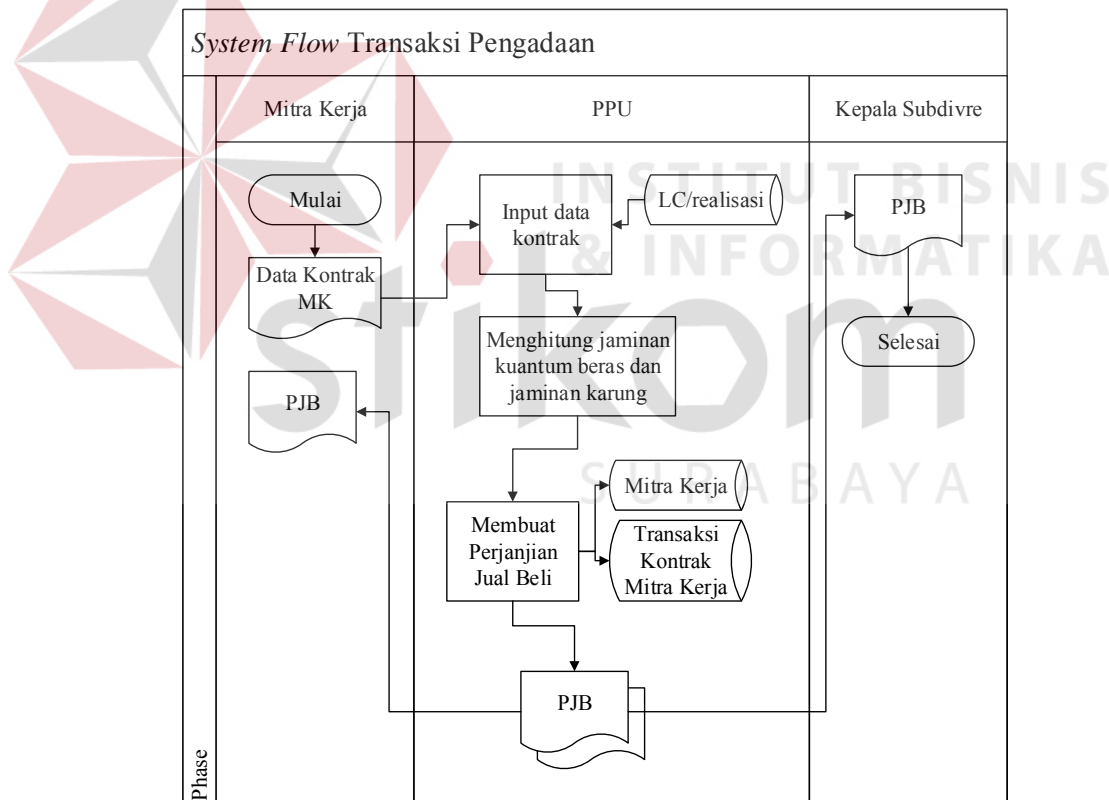 System Flow Transaksi Pengadaan
Mitra Kerja
PPU
Kepala Subdivre
Mulai
Data Kontrak
MK
PJB
Input data
kontrak
LC/realisasi
Menghitung jaminan
kuantum beras dan
jaminan karung
Membuat
Perjanjian
Jual Beli
Mitra Kerja
Transaksi
Kontrak
Mitra Kerja
PJB
PJB
Selesai
Phase
INSTITUT BISNIS
& INFORMATIKA
stikom
SURABAYA